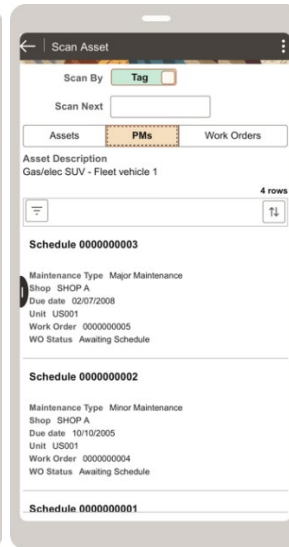 Scan Asset
Scan By Tag
Scan Next
Assets PMs Work Orders
Asset Description
Gas/elec SUV - Fleet vehicle 1
4 rows
Schedule 0000000003
Maintenance Type Major Maintenance
Shop SHOP A
Due date 02/07/2008
Unit US001
Work Order 0000000005
WO Status Awaiting Schedule
Schedule 0000000002
Maintenance Type Minor Maintenance
Shop SHOP A
Due date 10/10/2005
Unit US001
Work Order 0000000004
WO Status Awaiting Schedule
Schedule 0000000001